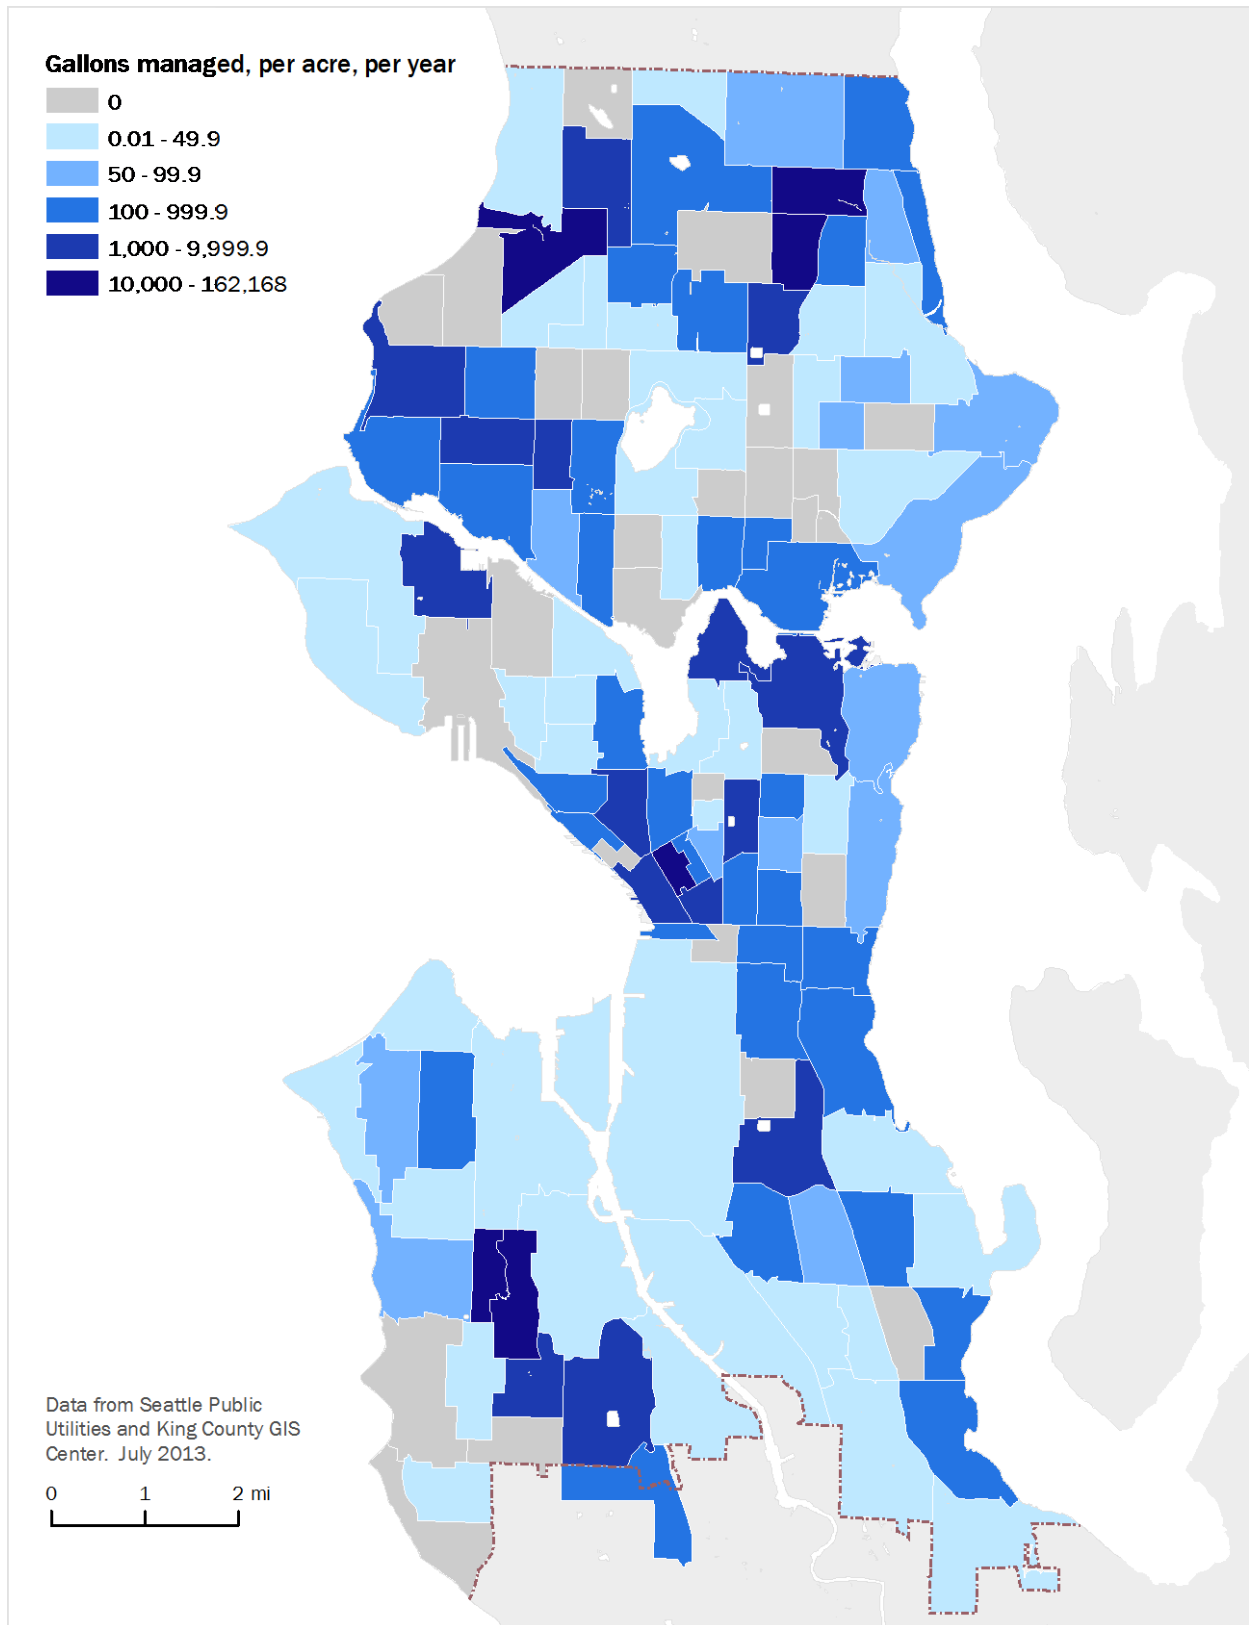 Gallons managed, per acre, per year
0
0.01 - 49.9
50 - 99.9
100 - 999.9
1,000 - 9,999.9
10,000 - 162,168
Data from Seattle Public
Utilities and King County GIS
Center. July 2013.
0 1 2 mi